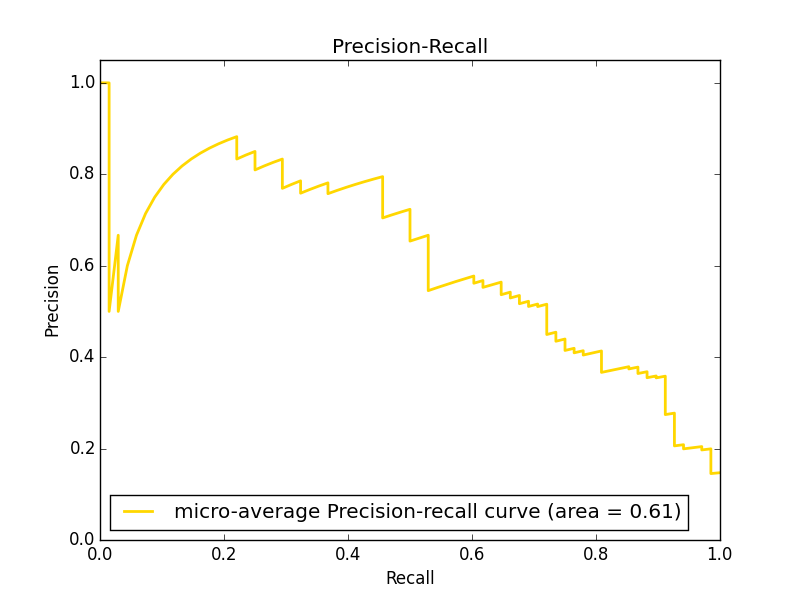 Precision-Recall
1.0
0.8
0.6
0.4
0.2
0.0
Precision
micro-average Precision-recall curve (area = 0.61)
0.0 0.2 0.4 0.6 0.8 1.0
Recall